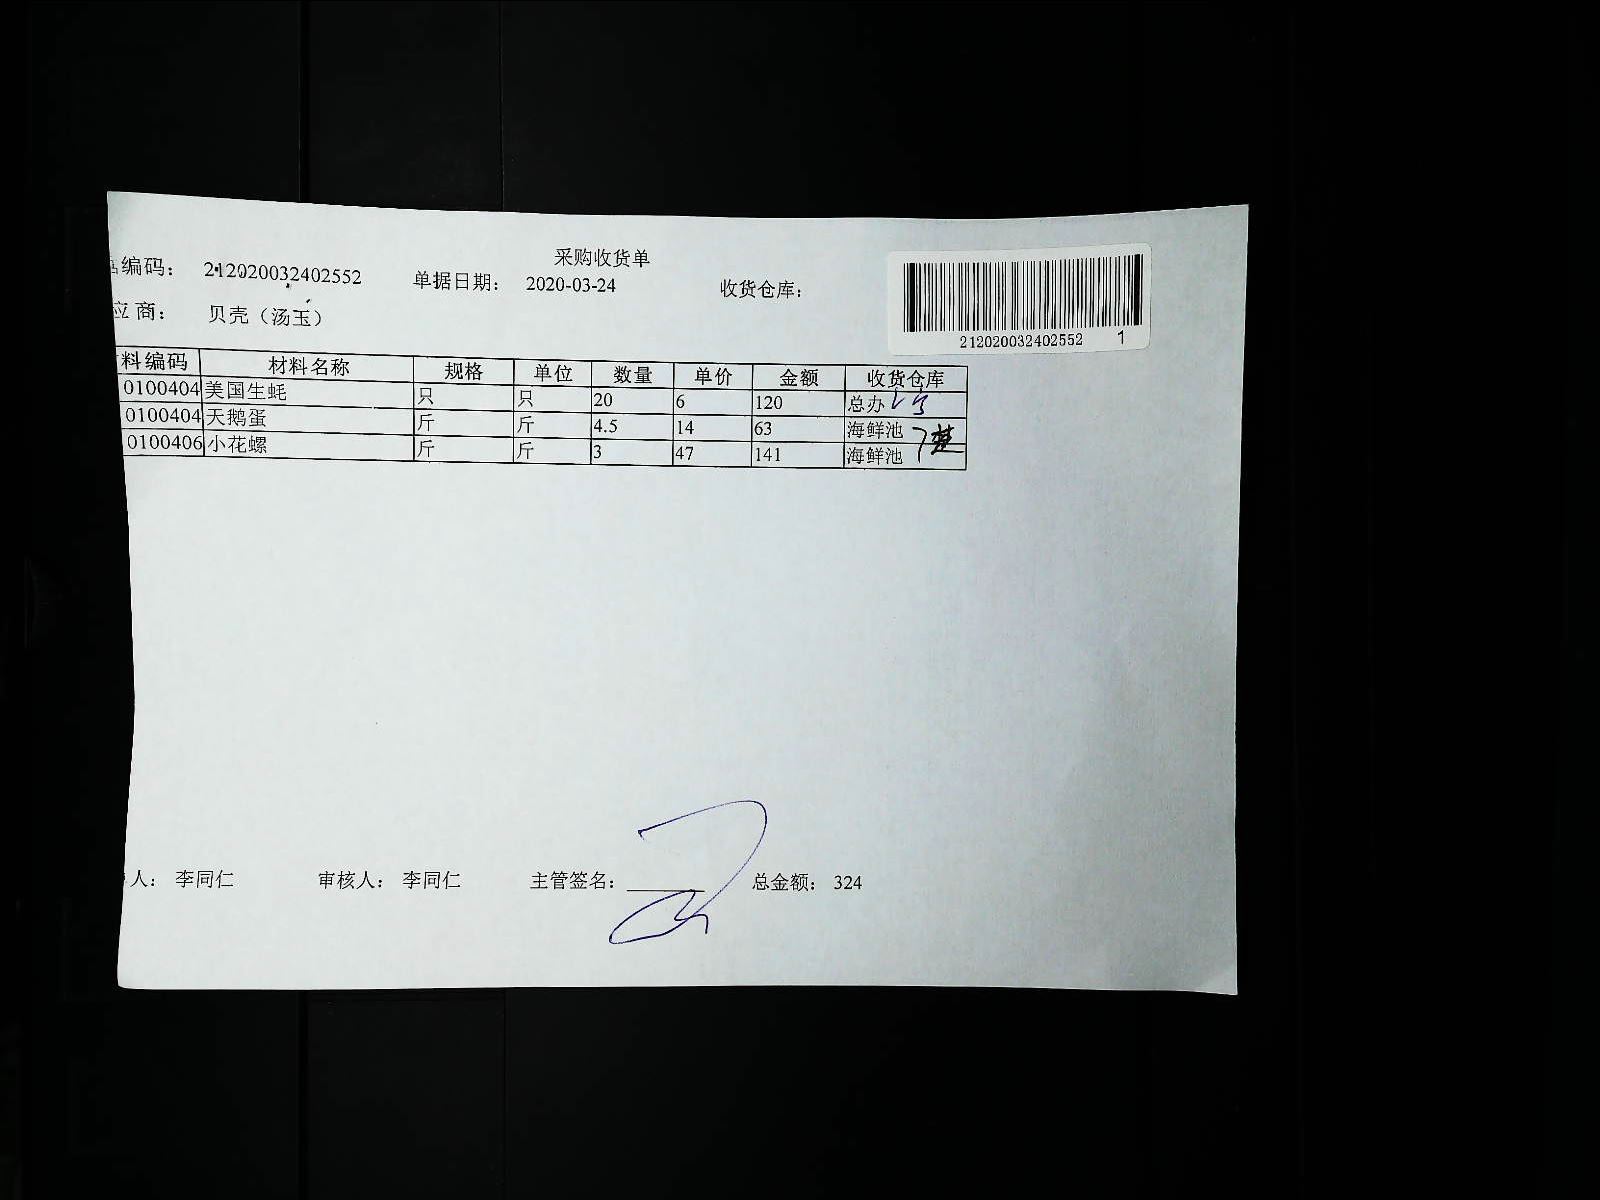 采购收货单
编码： 212020032402552 单据日期： 2020-03-24 收货仓库：
212020032402552 1
应商： 贝壳（汤玉）
料编码 材料名称 规格 单位 数量 单价 金额 收货仓库
0100404 美国生蚝 只 只 20 6 120 总办
0100404 天鹅蛋 斤 斤 4.5 14 63 海鲜池
0100406 小花螺 斤 斤 3 47 141 海鲜池
人： 李同仁 审核人： 李同仁 主管签名： 总金额： 324